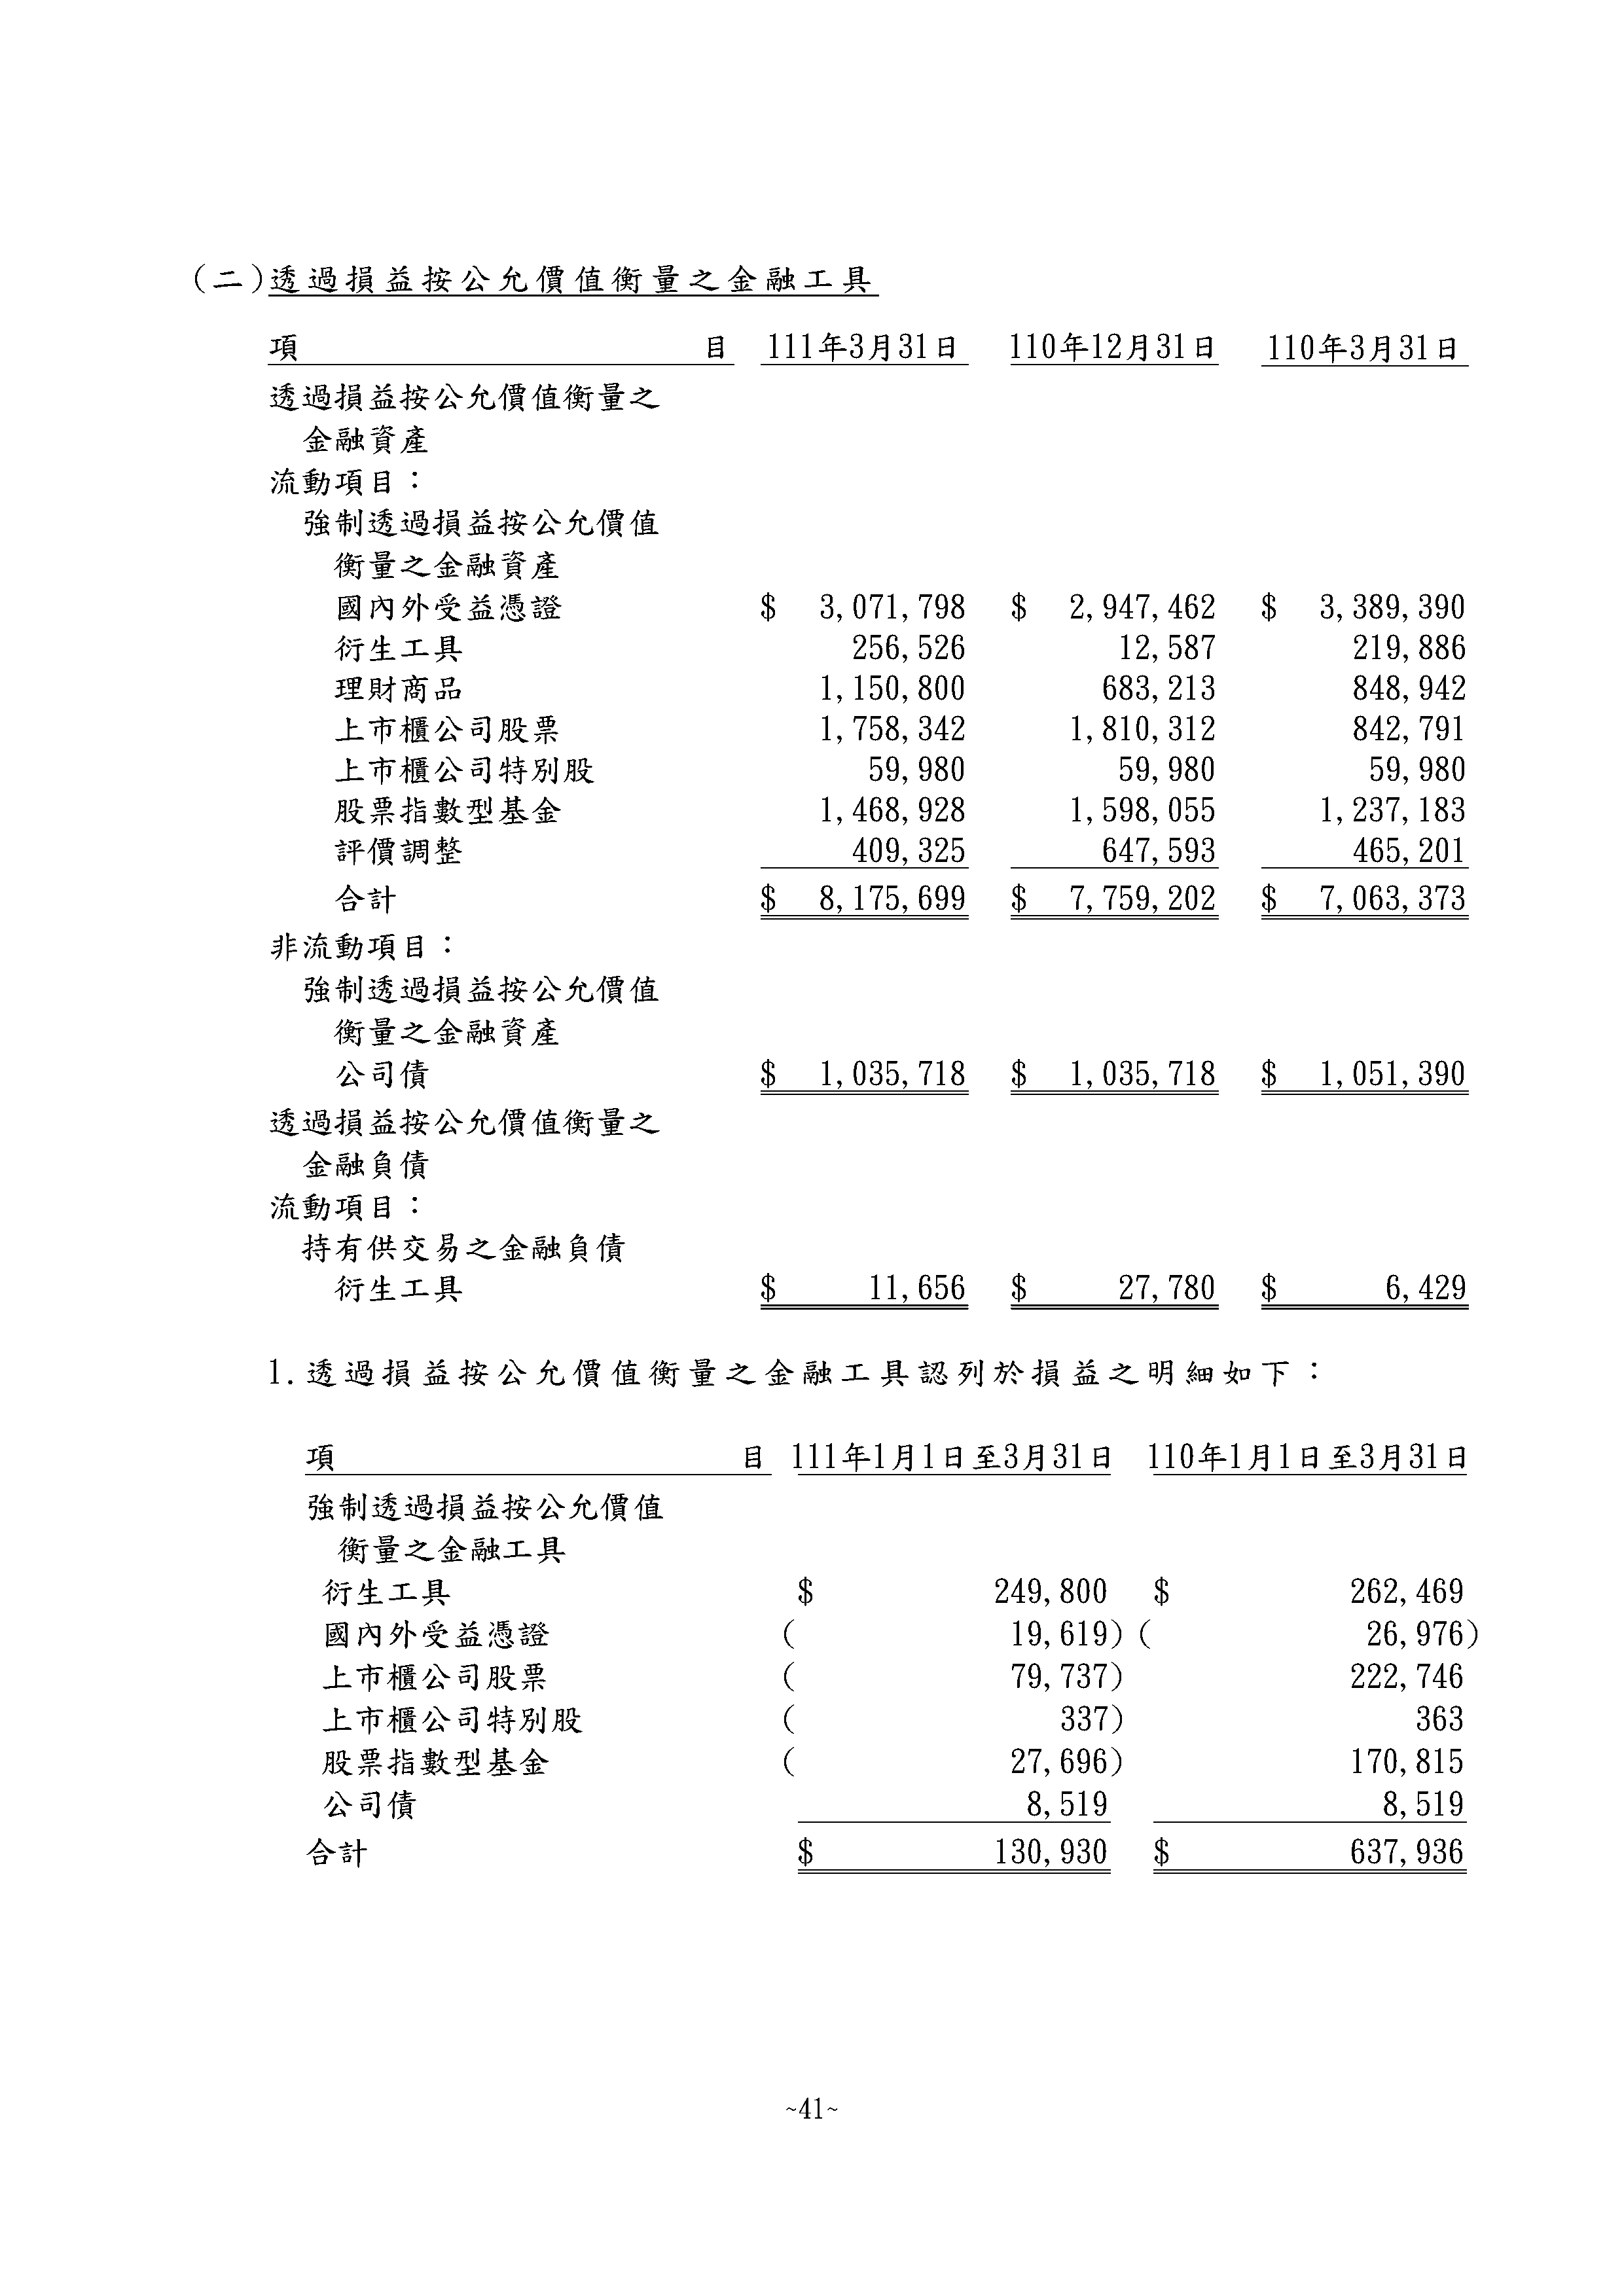 (二)透過損益按公允價值衡量之金融工具
項 目 111年3月31日 110年12月31日 110年3月31日
透過損益按公允價值衡量之
金融資產
流動項目：
強制透過損益按公允價值
衡量之金融資產
國內外受益憑證 $ 3,071,798 $ 2,947,462 $ 3,389,390
衍生工具 256,526 12,587 219,886
理財商品 1,150,800 683,213 848,942
上市櫃公司股票 1,758,342 1,810,312 842,791
上市櫃公司特別股 59,980 59,980 59,980
股票指數型基金 1,468,928 1,598,055 1,237,183
評價調整 409,325 647,593 465,201
合計 $ 8,175,699 $ 7,759,202 $ 7,063,373
非流動項目：
強制透過損益按公允價值
衡量之金融資產
公司債 $ 1,035,718 $ 1,035,718 $ 1,051,390
透過損益按公允價值衡量之
金融負債
流動項目：
持有供交易之金融負債
衍生工具 $ 11,656 $ 27,780 $ 6,429
1.透過損益按公允價值衡量之金融工具認列於損益之明細如下：
項 目 111年1月1日至3月31日 110年1月1日至3月31日
強制透過損益按公允價值
衡量之金融工具
衍生工具 $ 249,800 $ 262,469
國內外受益憑證 ( 19,619) ( 26,976)
上市櫃公司股票 ( 79,737) 222,746
上市櫃公司特別股 ( 337) 363
股票指數型基金 ( 27,696) 170,815
公司債 8,519 8,519
合計 $ 130,930 $ 637,936
~41~